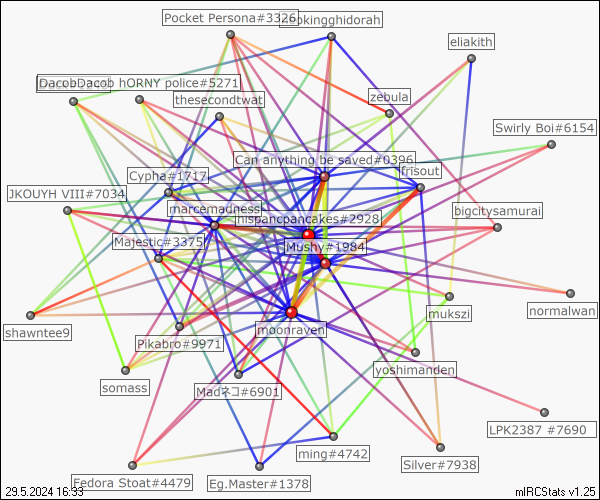 Pocket Persona#3326
mookingghidorah
eliakith
DacobDacob
hORNY police#5271
thesecondtwat
zebula
Swirly Boi#6154
Can anything be saved#0396
Cypha#1717
frisout
JKOUYH VIII#7034
marcemadness
hispancpancakes#2928
bigcitysamurai
Majestic#3375
Mushy#1984
normalwan
mukszi
shawntee9
Pikabro#9971
moonraven
yoshimanden
somass
Madネコ#6901
LPK2387 #7690
ming#4742
Silver#7938
Fedora Stoat#4479
Eg.Master#1378
29.5.2024 16:33
mIRCStats v1.25